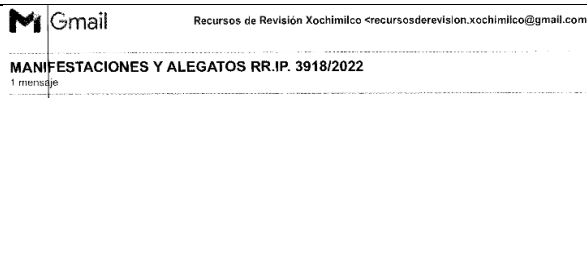 Gmail
Recursos de Revisión Xochimilco <recursosderevision.xochimilco@gmail.com
MANIFESTACIONES Y ALEGATOS RR.IP. 3918/2022
1 mensaje